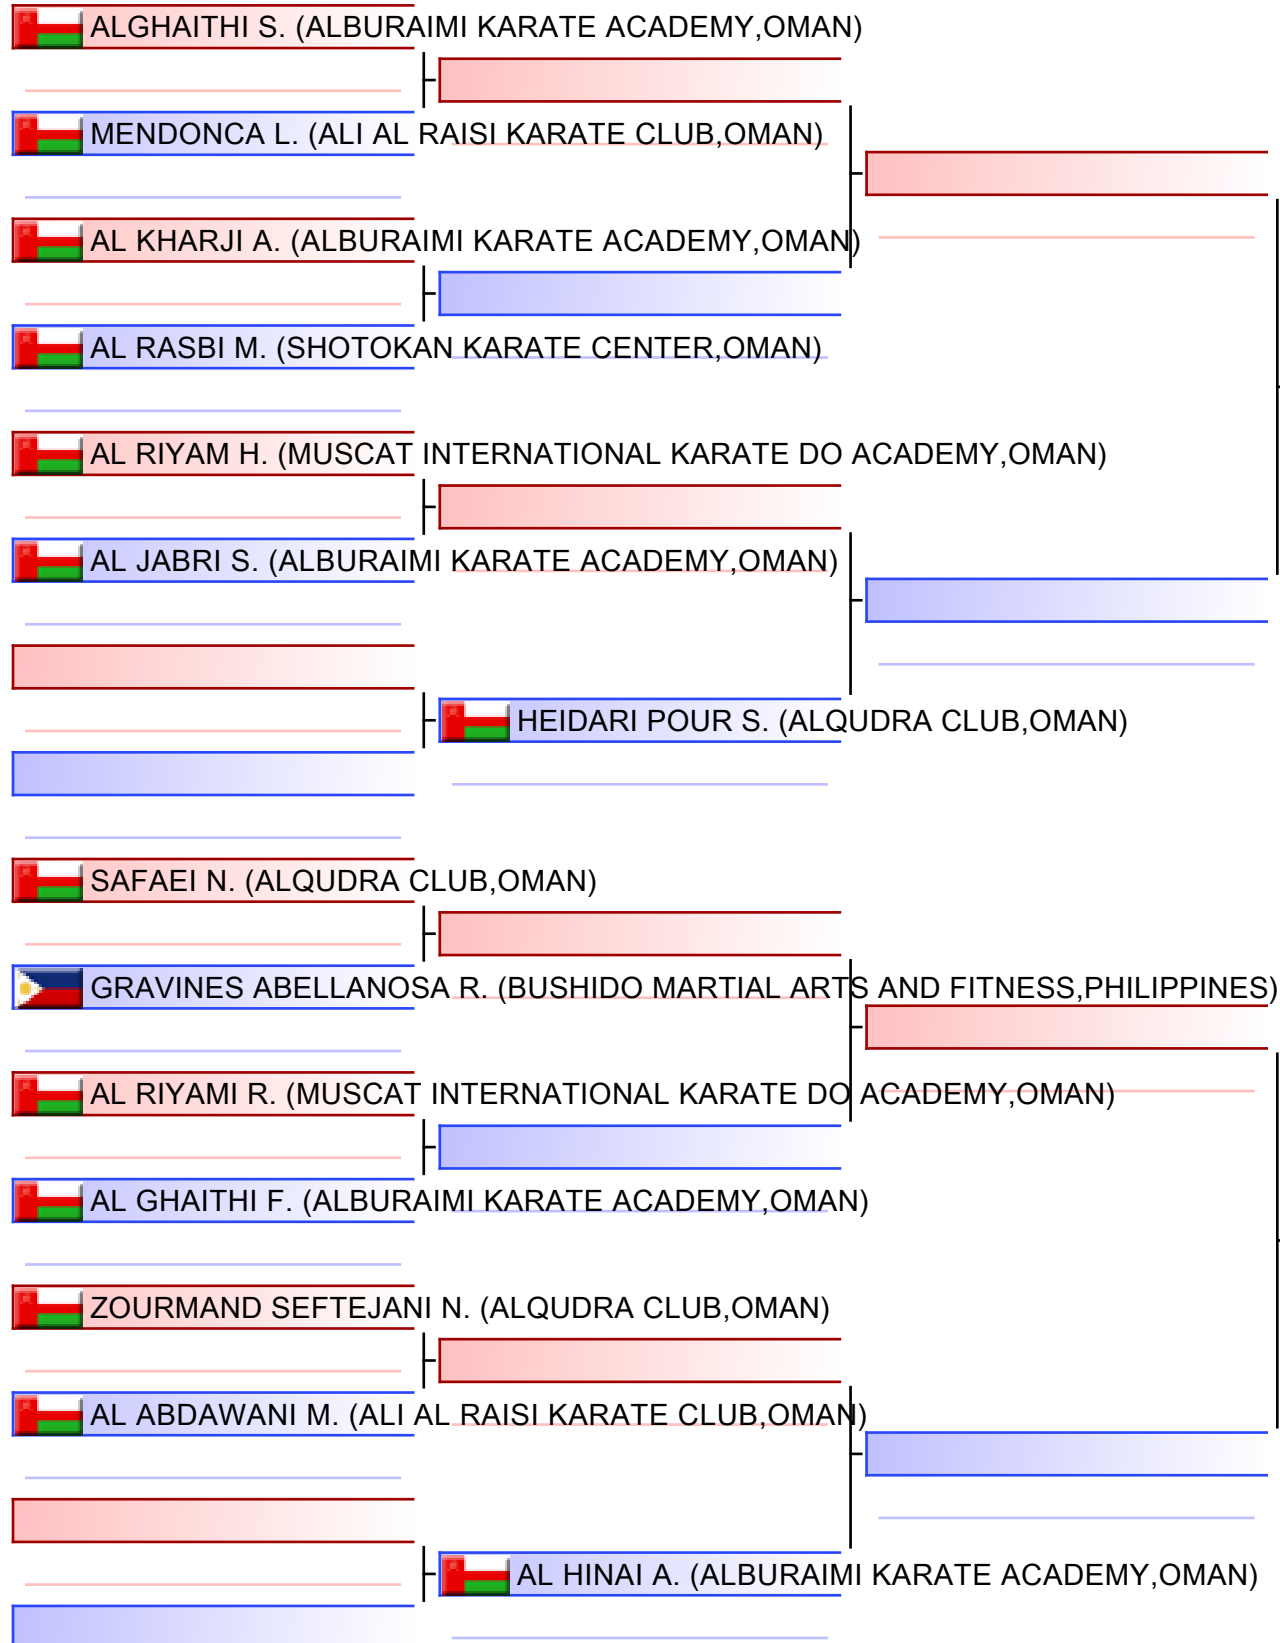 ALGHAITHI S. (ALBURAIMI KARATE ACADEMY,OMAN)
MENDONCA L. (ALI AL RAISI KARATE CLUB,OMAN)
AL KHARJI A. (ALBURAIMI KARATE ACADEMY,OMAN)
AL RASBI M. (SHOTOKAN KARATE CENTER,OMAN)
AL RIYAM H. (MUSCAT INTERNATIONAL KARATE DO ACADEMY,OMAN)
AL JABRI S. (ALBURAIMI KARATE ACADEMY,OMAN)
HEIDARI POUR S. (ALQUDRA CLUB,OMAN)
SAFAEI N. (ALQUDRA CLUB,OMAN)
GRAVINES ABELLANOSA R. (BUSHIDO MARTIAL ARTS AND FITNESS,PHILIPPINES)
AL RIYAMI R. (MUSCAT INTERNATIONAL KARATE DO ACADEMY,OMAN)
AL GHAITHI F. (ALBURAIMI KARATE ACADEMY,OMAN)
ZOURMAND SEFTEJANI N. (ALQUDRA CLUB,OMAN)
AL ABDAWANI M. (ALI AL RAISI KARATE CLUB,OMAN)
AL HINAI A. (ALBURAIMI KARATE ACADEMY,OMAN)